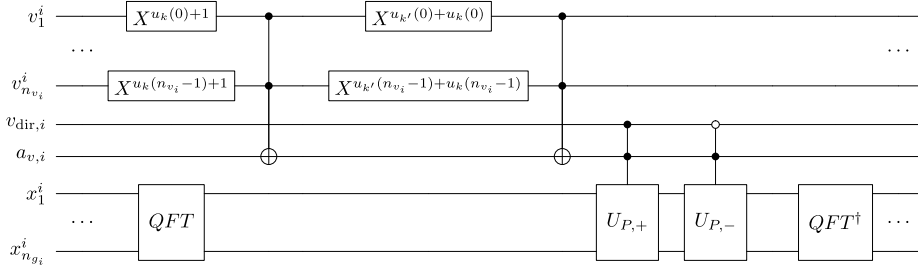 v_1^i X^{u_k(0)+1} X^{u_{k'}(0)+u_k(0)}
... ...
v_{n_{v_i}}^i X^{u_k(n_{v_i}-1)+1} X^{u_{k'}(n_{v_i}-1)+u_k(n_{v_i}-1)}
v_{dir,i}
a_{v,i}
x_1^i
... QFT U_{P,+} U_{P,-} QFT^† ...
x_{n_{g_i}}^i